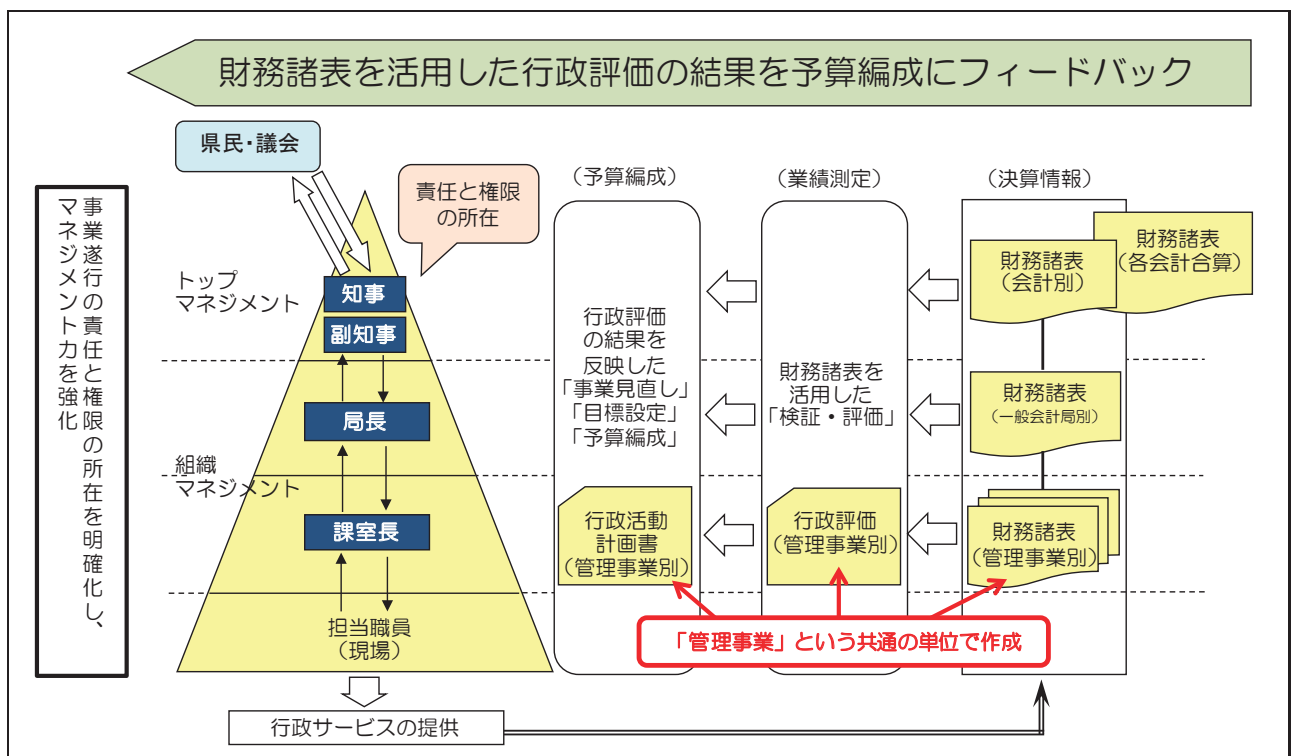 財務諸表を活用した行政評価の結果を予算編成にフィードバック
県民・議会
責任と権限
の所在
事業遂行の責任と権限の所在を明確化し、
マネジメント力を強化
トップ
マネジメント
知事
副知事
局長
組織
マネジメント
課室長
担当職員
（現場）
行政サービスの提供
（予算編成）
行政評価
の結果を
反映した
「事業見直し」
「目標設定」
「予算編成」
行政活動
計画書
（管理事業別）
（業績測定）
財務諸表を
活用した
「検証・評価」
行政評価
（管理事業別）
（決算情報）
財務諸表
（各会計合算）
財務諸表
（会計別）
財務諸表
（一般会計局別）
財務諸表
（管理事業別）
「管理事業」という共通の単位で作成